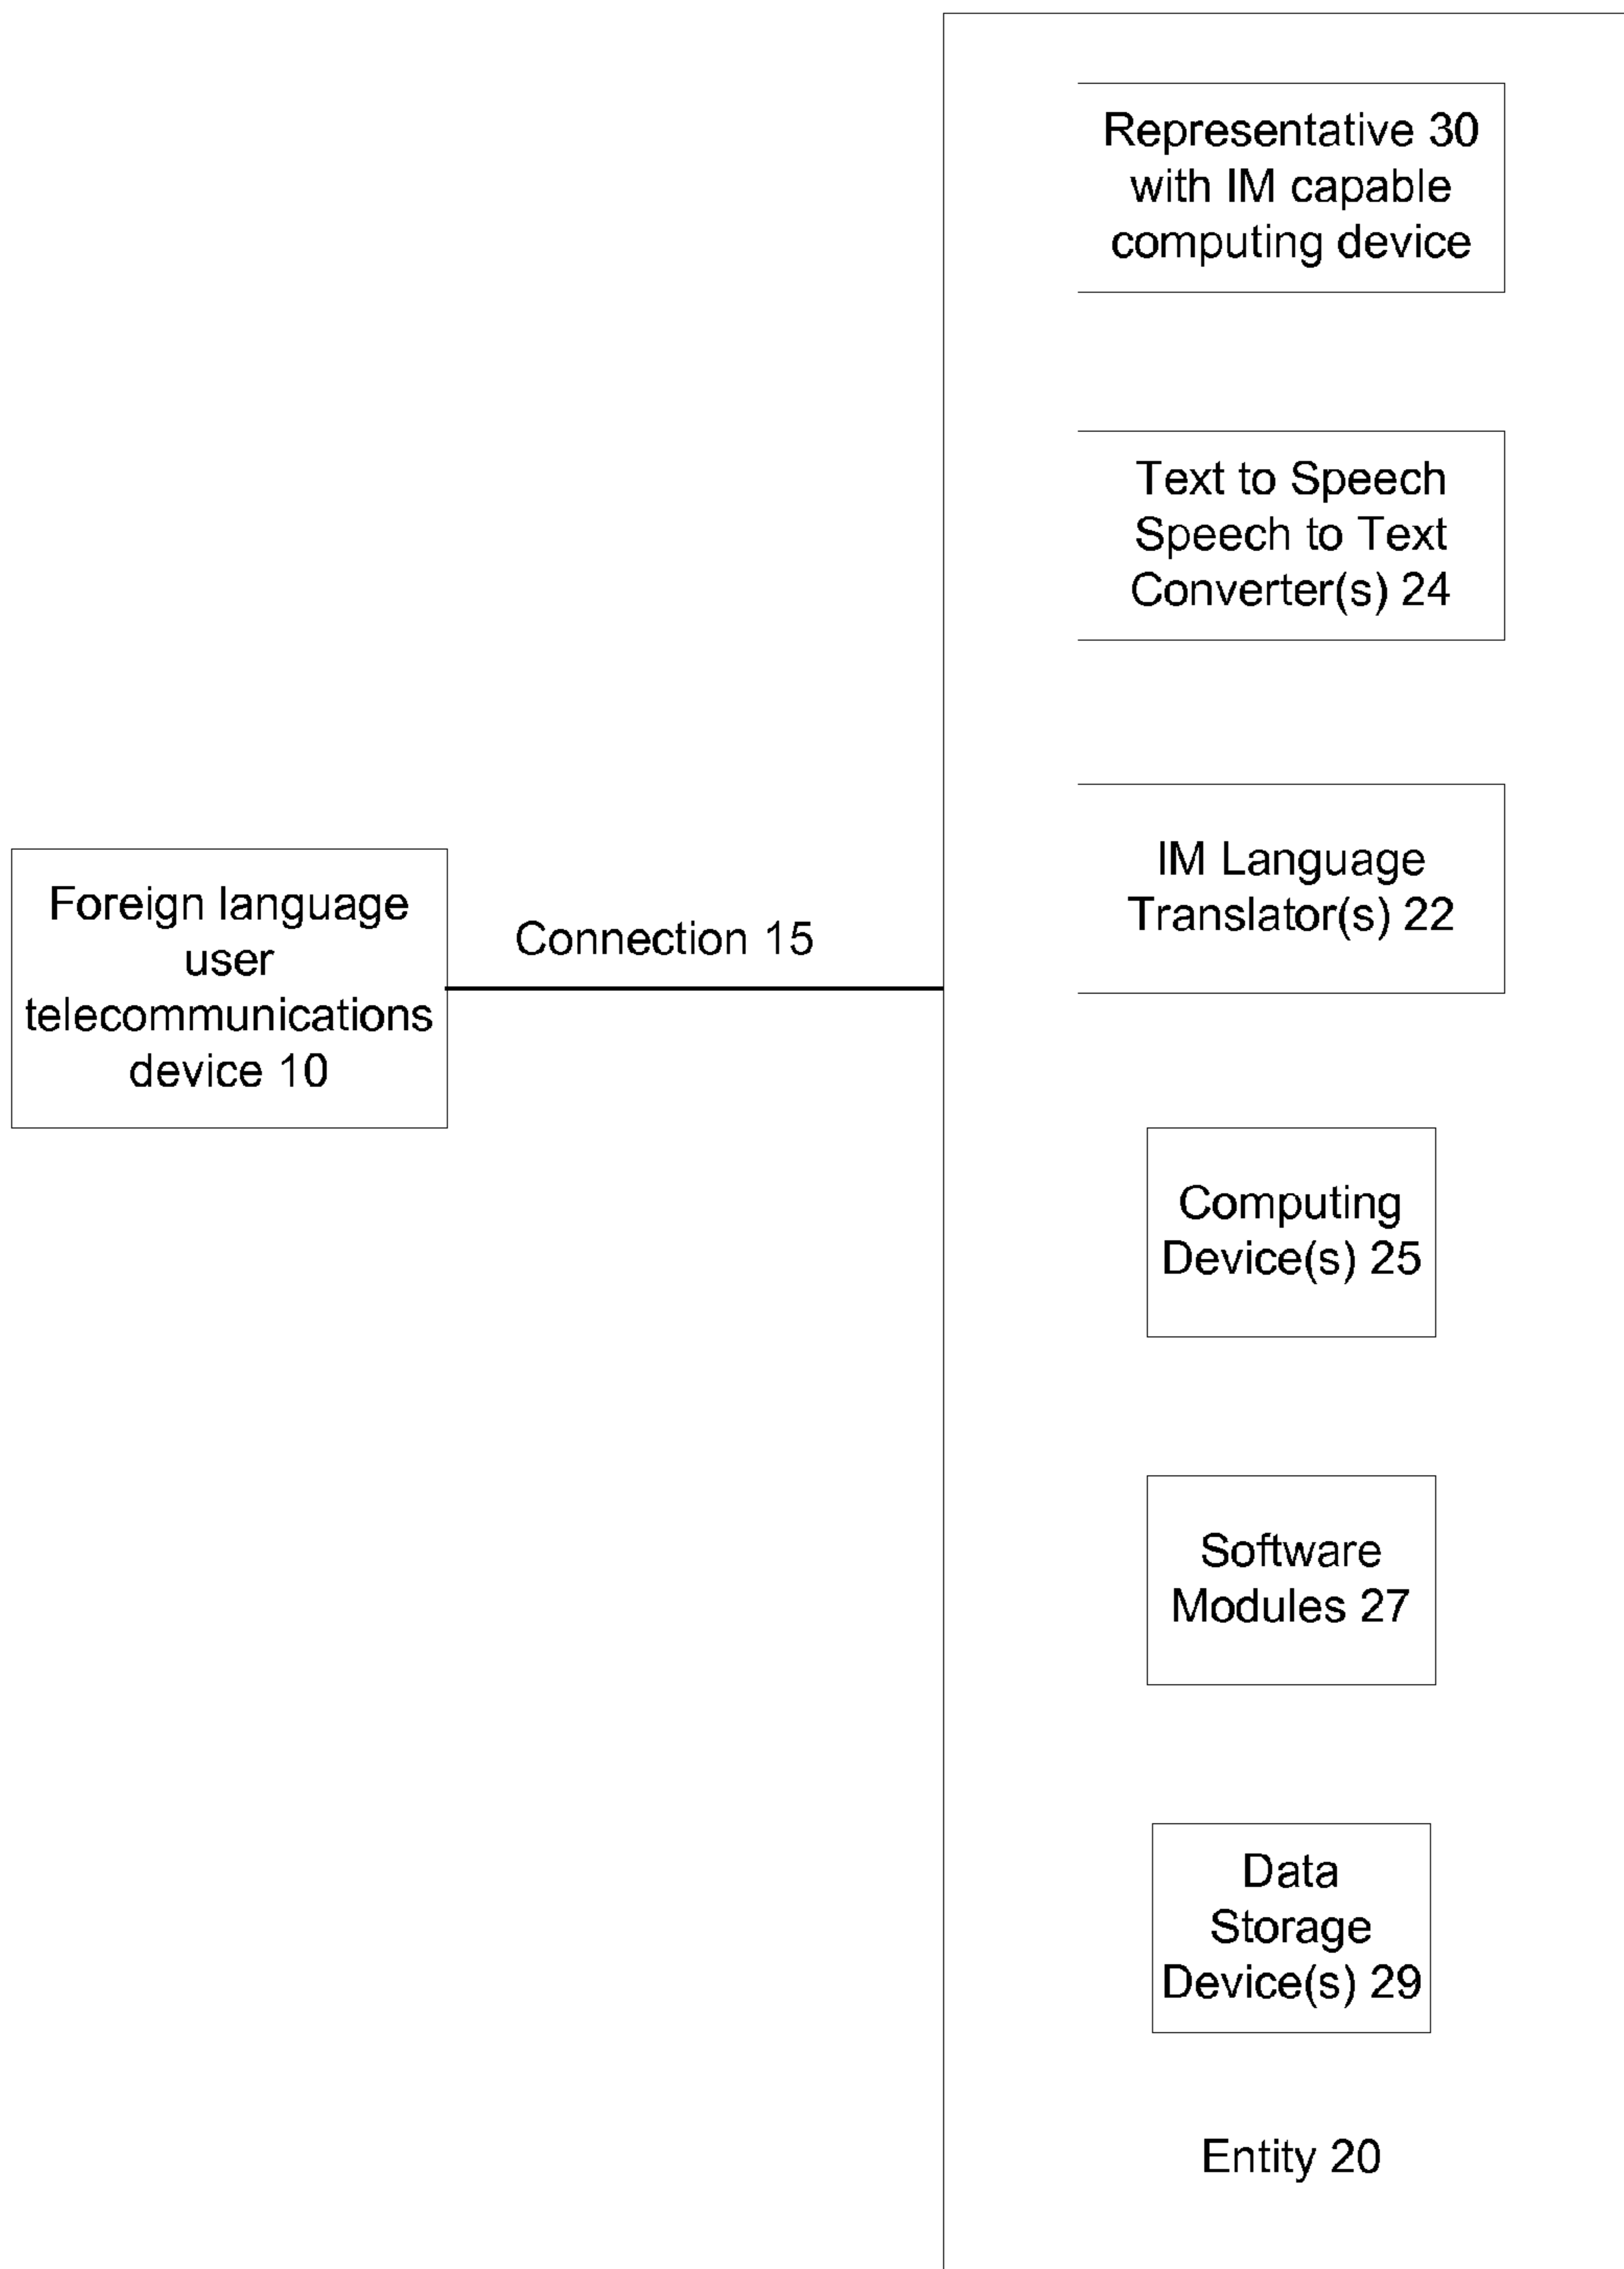 Foreign language
user
telecommunications
device 10
Connection 15
Representative 30
with IM capable
computing device
Text to Speech
Speech to Text
Converter(s) 24
IM Language
Translator(s) 22
Computing
Device(s) 25
Software
Modules 27
Data
Storage
Device(s) 29
Entity 20